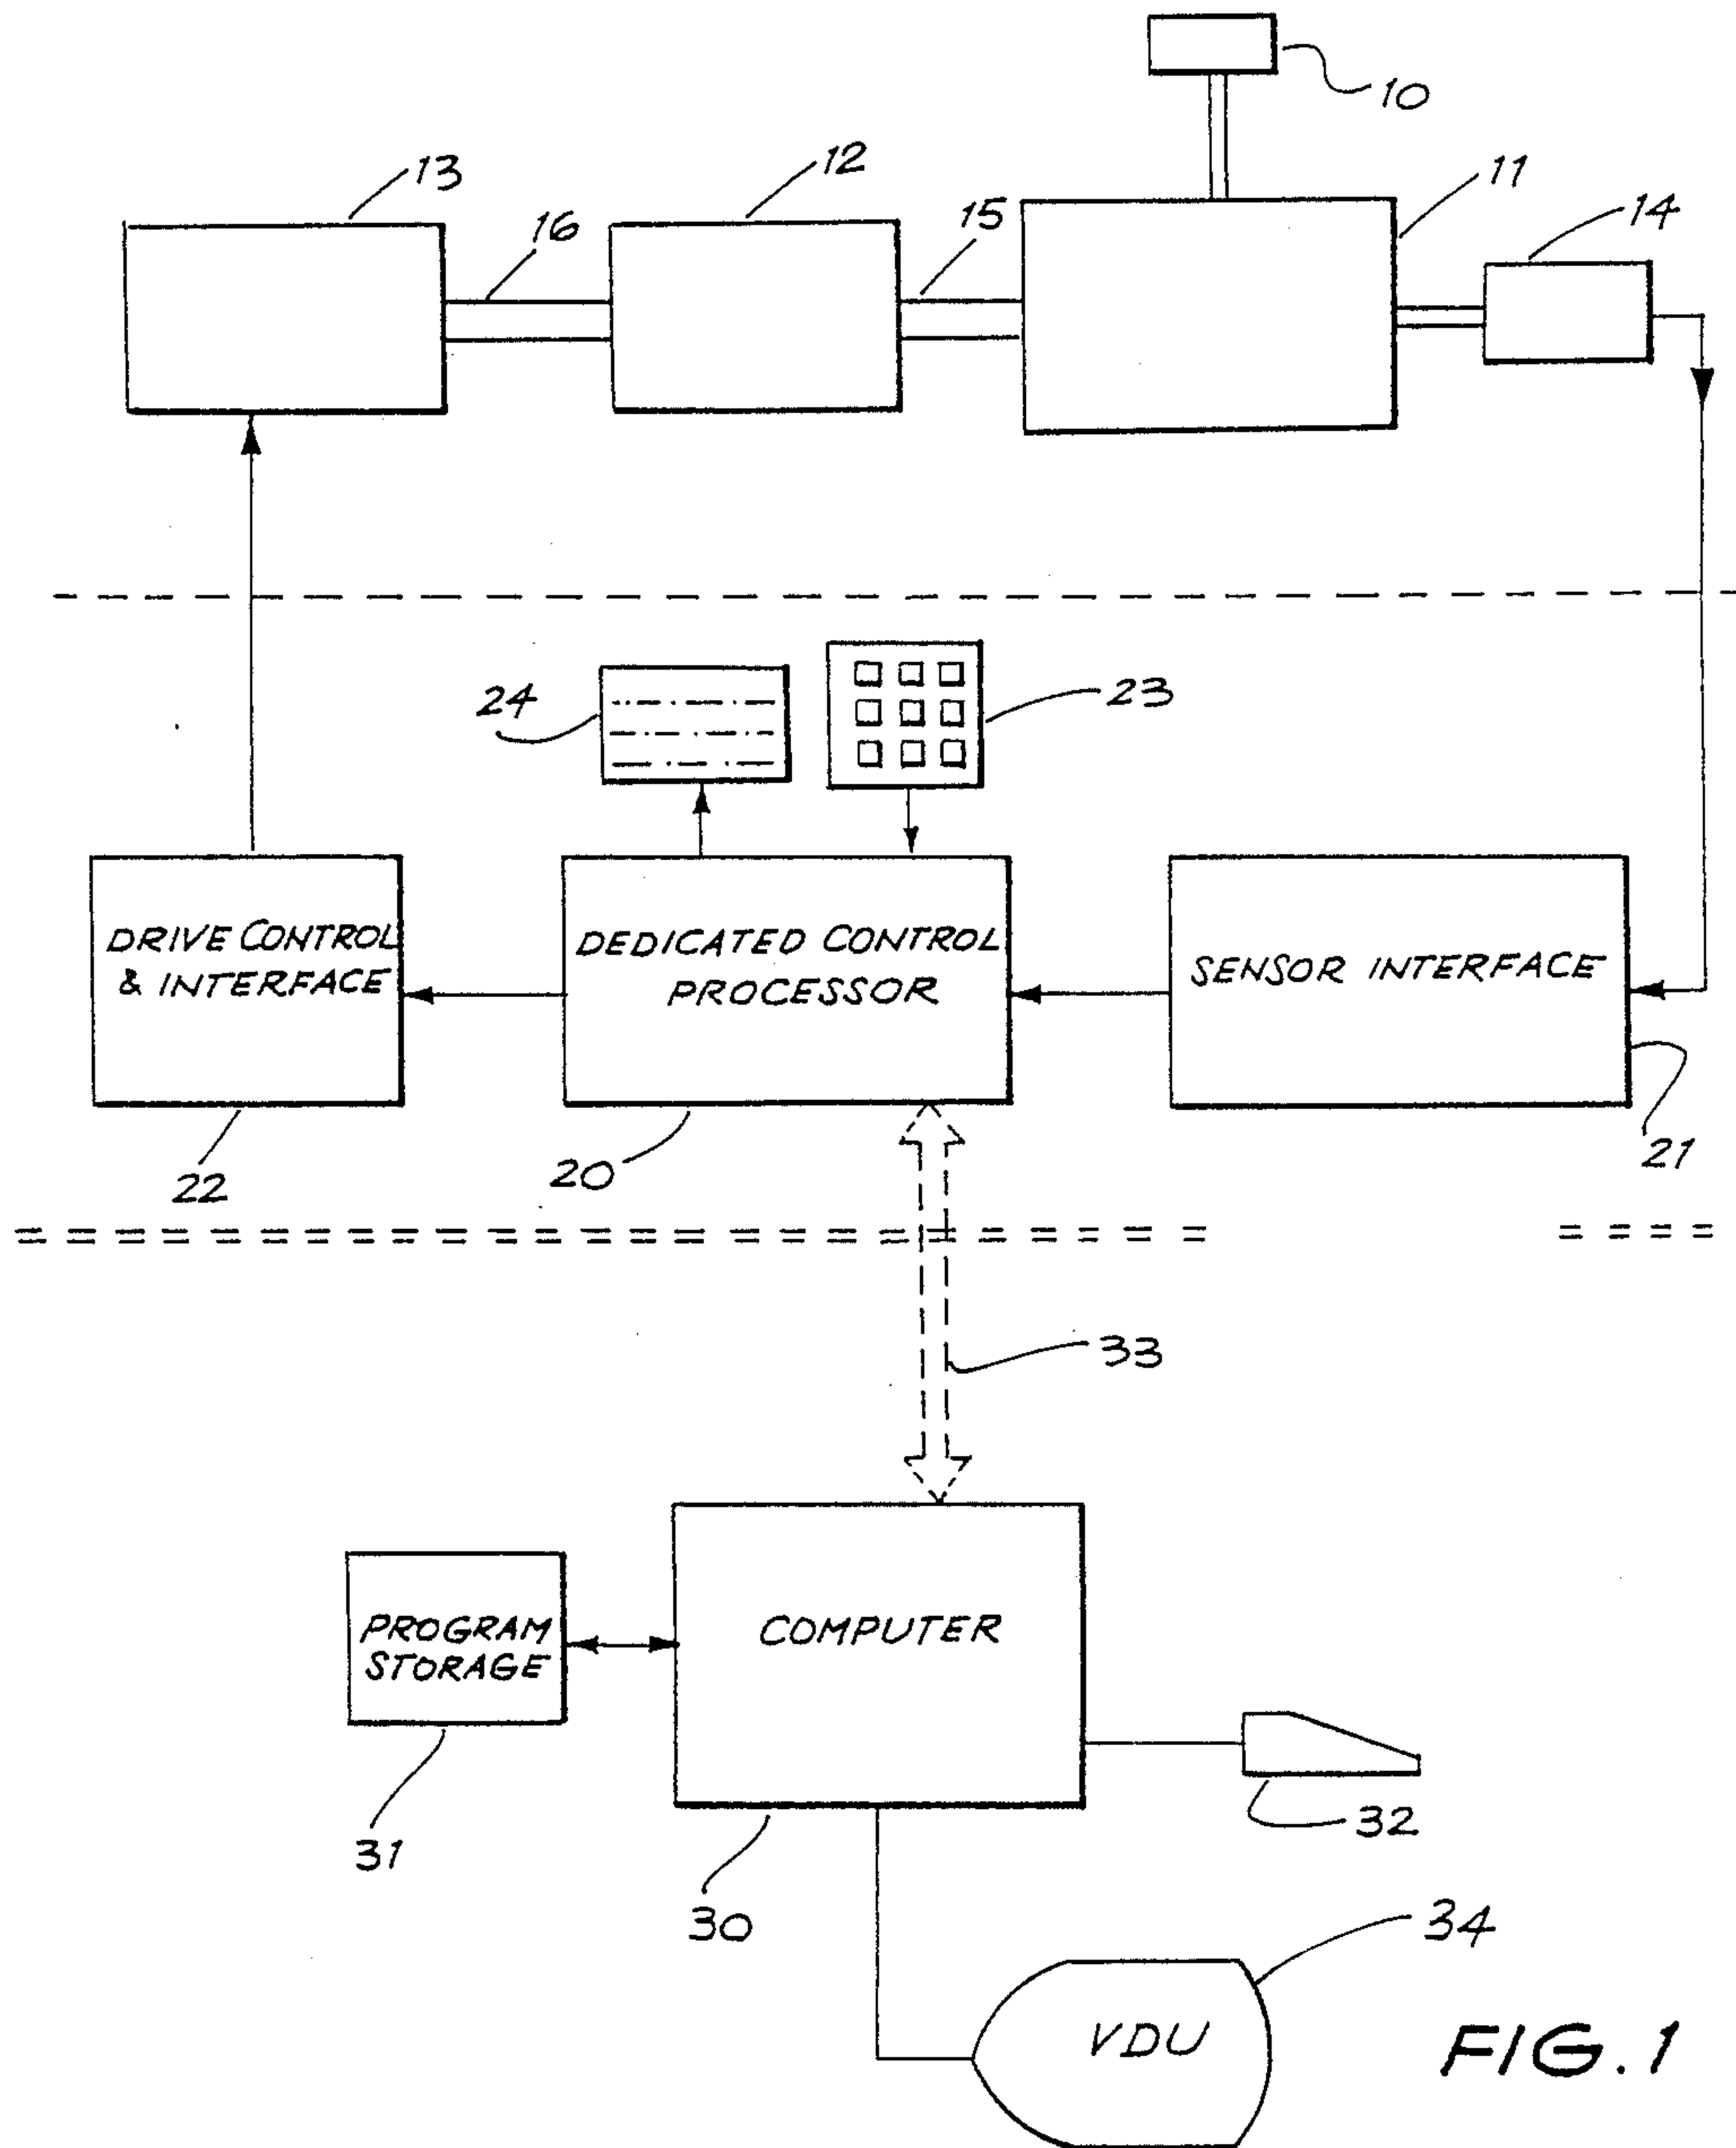 10
13
12
11
16
15
14
24
23
DRIVE CONTROL
& INTERFACE
DEDICATED CONTROL
PROCESSOR
SENSOR INTERFACE
22
20
21
33
PROGRAM
STORAGE
COMPUTER
31
30
32
34
VDU
FIG. 1